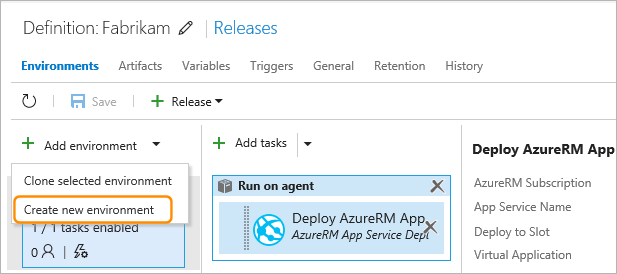 Definition: Fabrikam | Releases
Environments Artifacts Variables Triggers General Retention History
Save + Release
+ Add environment
+ Add tasks
Clone selected environment
Create new environment
1 / 1 tasks enabled
0
Run on agent
Deploy AzureRM App
AzureRM App Service Depl
Deploy AzureRM App
AzureRM Subscription
App Service Name
Deploy to Slot
Virtual Application